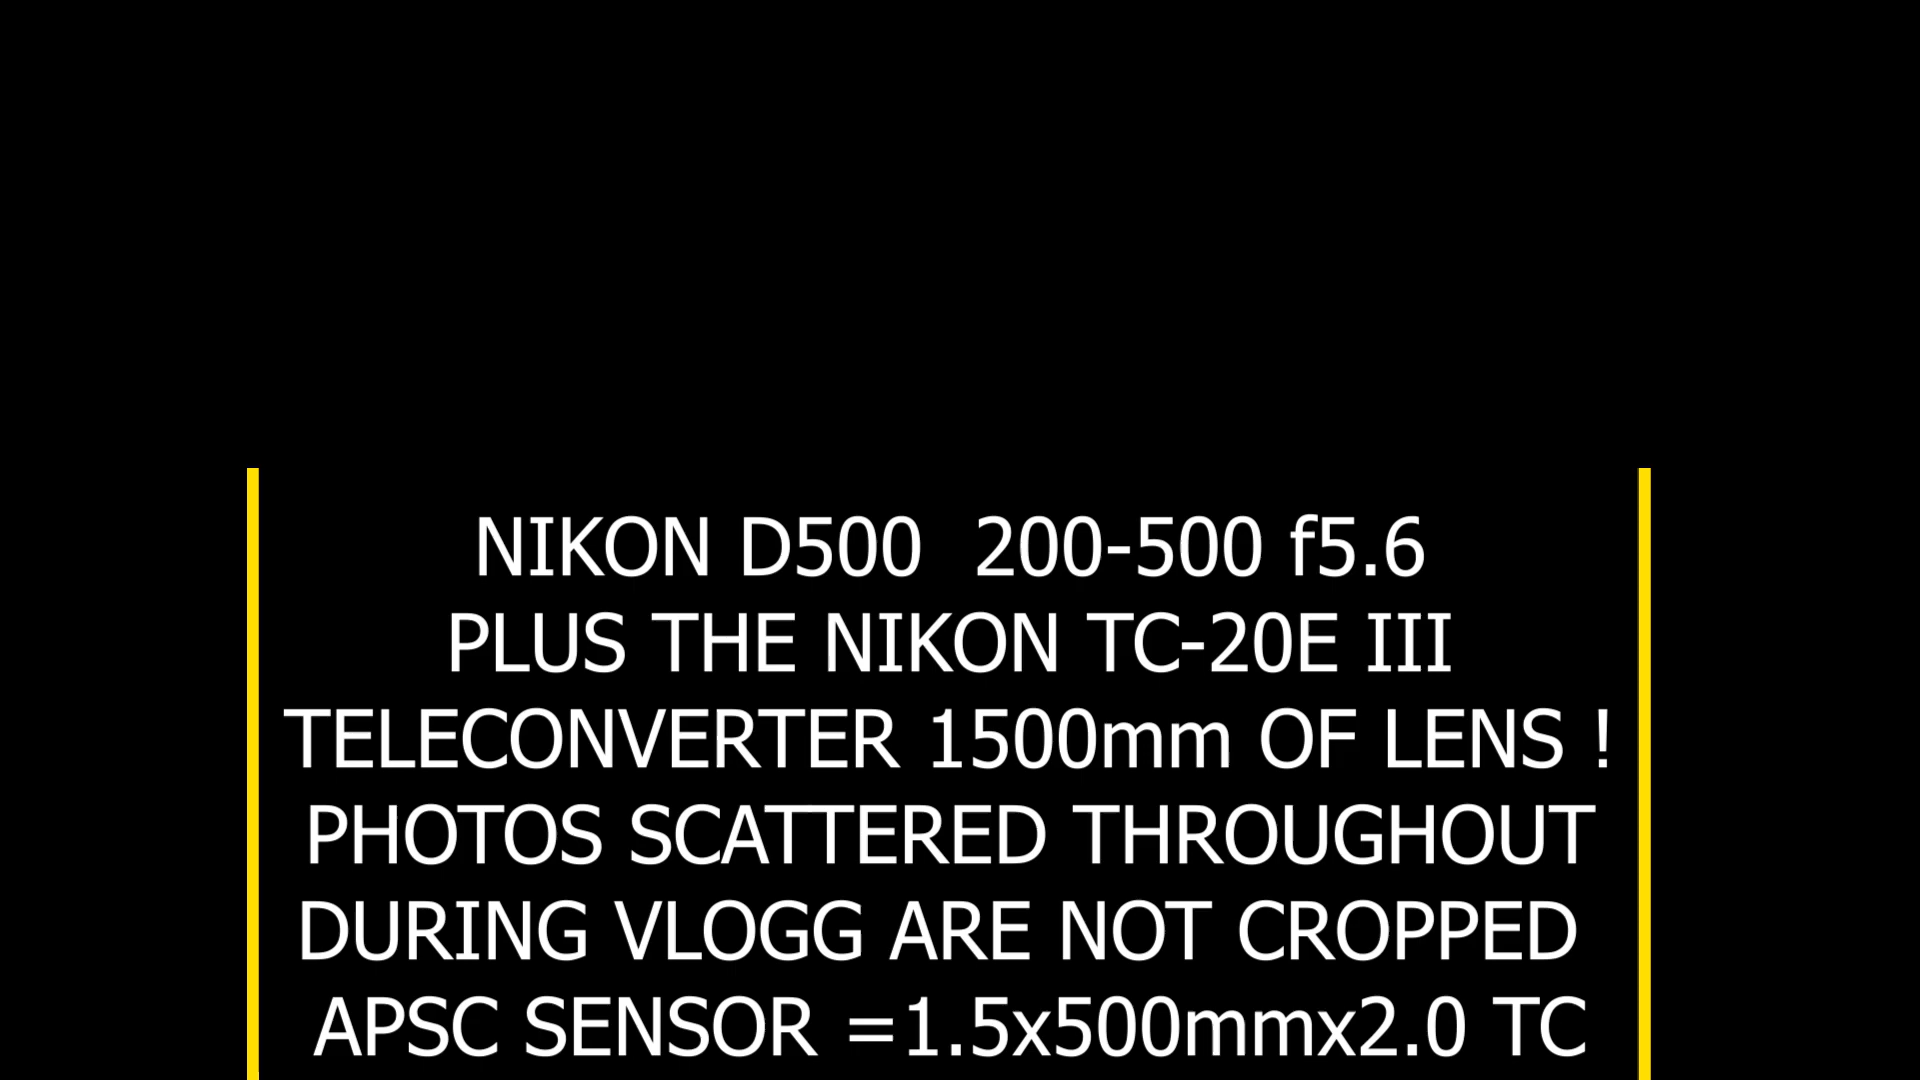 NIKON D500  200-500 f5.6
PLUS THE NIKON TC-20E III
TELECONVERTER 1500mm OF LENS !
PHOTOS SCATTERED THROUGHOUT
DURING VLOGG ARE NOT CROPPED
APSC SENSOR =1.5x500mmx2.0 TC